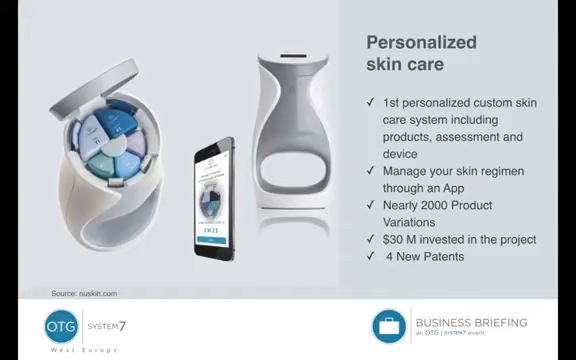 Personalized
skin care
✓ 1st personalized custom skin
care system including
products, assessment and
device
✓ Manage your skin regimen
through an App
✓ Nearly 2000 Product
Variations
✓ $30 M invested in the project
✓ 4 New Patents
Source: nuskin.com
OTG SYSTEM7
West Europe
BUSINESS BRIEFING
an OTG SYSTEM7 event